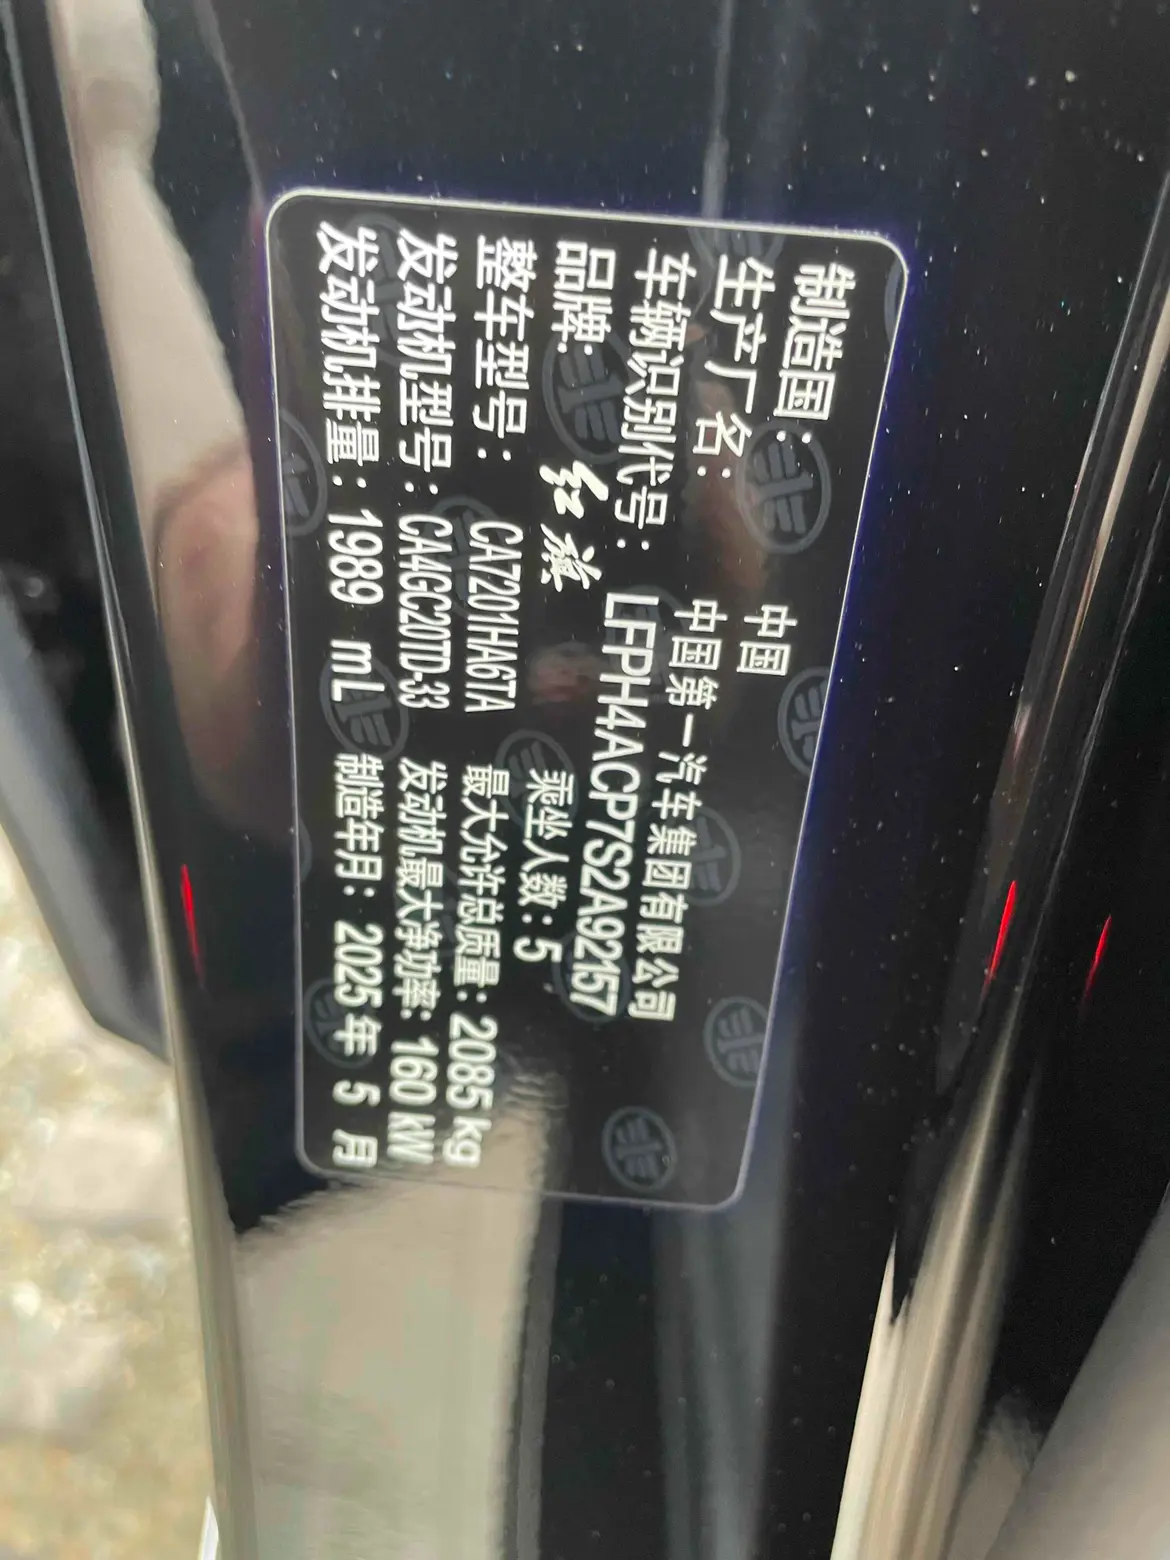 制造国: 中国
生产厂名: 中国第一汽车集团有限公司
车辆识别代号: LFPH4ACP7S2A92157
品牌: 红旗 乘坐人数: 5
整车型号: CA7201HA6TA 最大允许总质量: 2085 kg
发动机型号: CA4GC20TD-33 发动机最大净功率: 160 kW
发动机排量: 1989 mL 制造年月: 2025 年 5 月